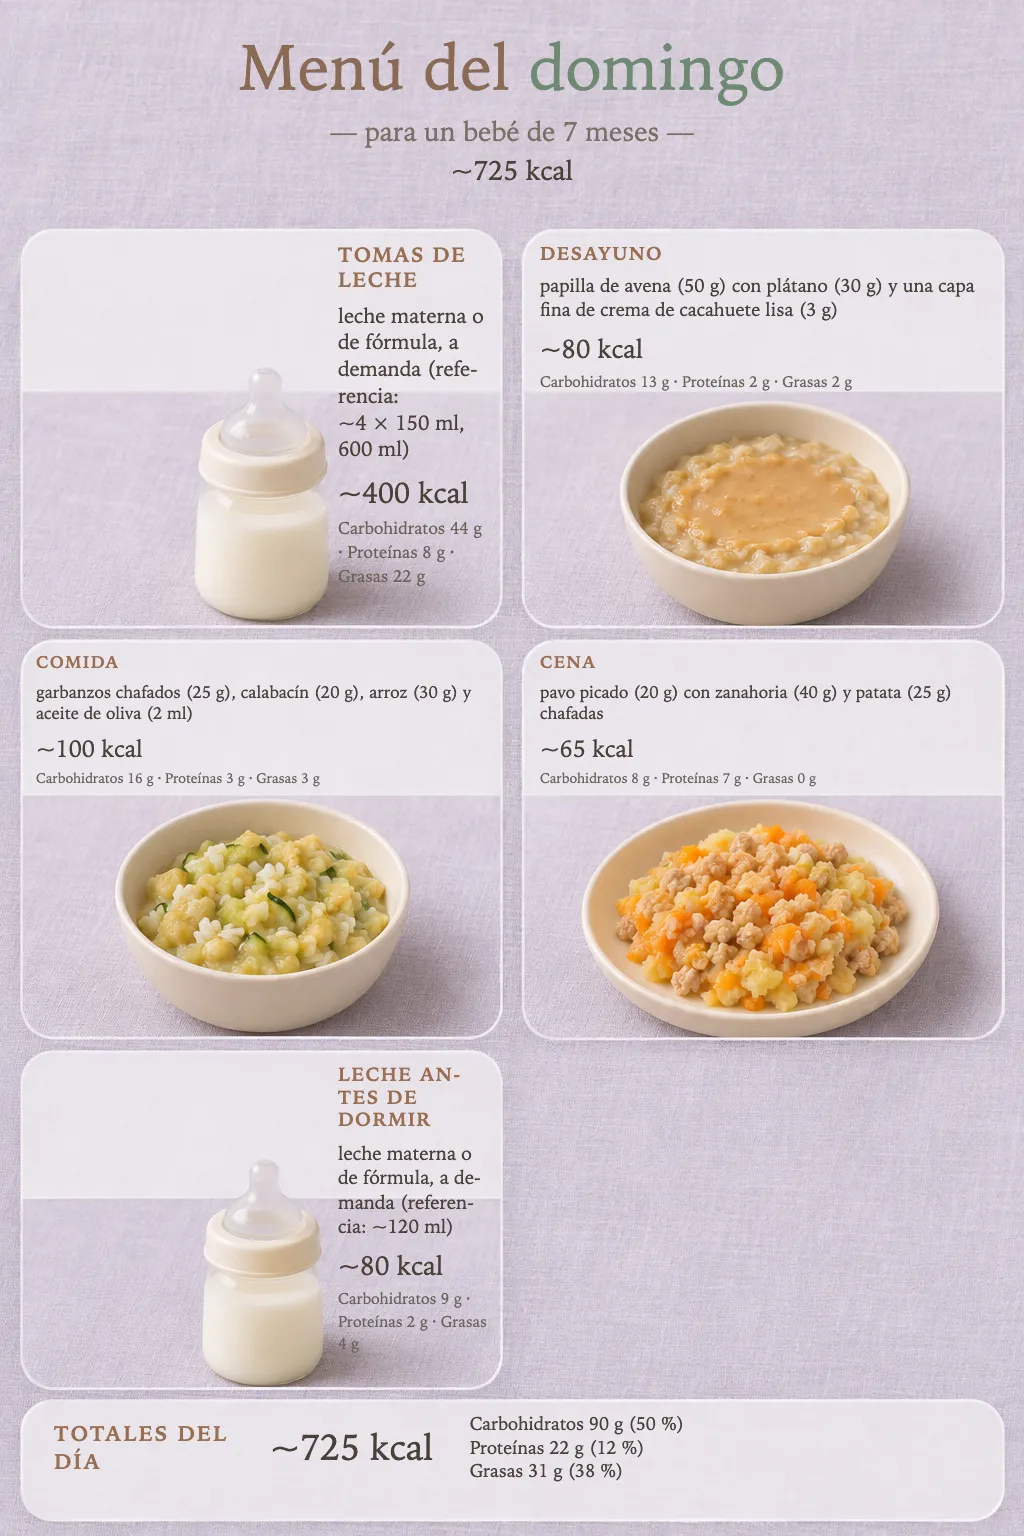 Menú del domingo
— para un bebé de 7 meses —
~725 kcal
TOMAS DE
LECHE
leche materna o
de fórmula, a
demanda (refe-
rencia:
~4 × 150 ml,
600 ml)
~400 kcal
Carbohidratos 44 g
· Proteínas 8 g ·
Grasas 22 g
DESAYUNO
papilla de avena (50 g) con plátano (30 g) y una capa
fina de crema de cacahuete lisa (3 g)
~80 kcal
Carbohidratos 13 g · Proteínas 2 g · Grasas 2 g
COMIDA
garbanzos chafados (25 g), calabacín (20 g), arroz (30 g) y
aceite de oliva (2 ml)
~100 kcal
Carbohidratos 16 g · Proteínas 3 g · Grasas 3 g
CENA
pavo picado (20 g) con zanahoria (40 g) y patata (25 g)
chafadas
~65 kcal
Carbohidratos 8 g · Proteínas 7 g · Grasas 0 g
LECHE AN-
TES DE
DORMIR
leche materna o
de fórmula, a de-
manda (referen-
cia: ~120 ml)
~80 kcal
Carbohidratos 9 g ·
Proteínas 2 g · Grasas
4 g
TOTALES DEL
DÍA
~725 kcal
Carbohidratos 90 g (50 %)
Proteínas 22 g (12 %)
Grasas 31 g (38 %)